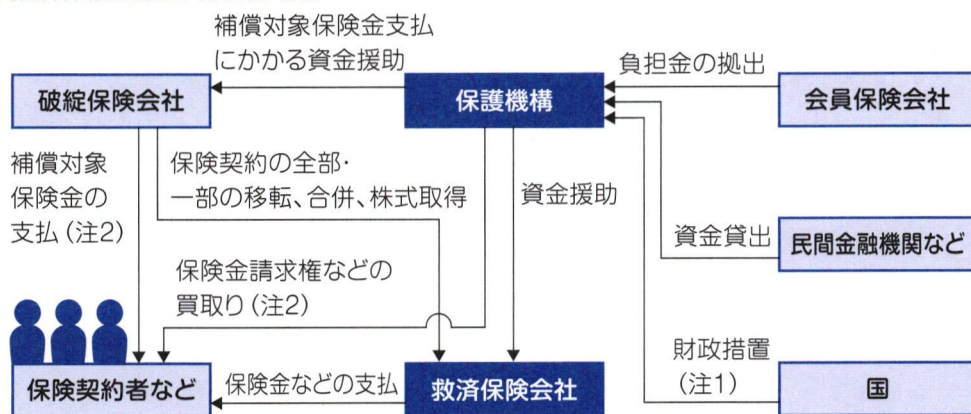 補償対象保険金支払
にかかる資金援助
負担金の拠出
破綻保険会社
保護機構
会員保険会社
補償対象
保険金の
支払(注2)
保険契約の全部・
一部の移転、合併、株式取得
資金援助
資金貸出
民間金融機関など
保険金請求権などの
買取り(注2)
財政措置
(注1)
保険契約者など
保険金などの支払
救済保険会社
国